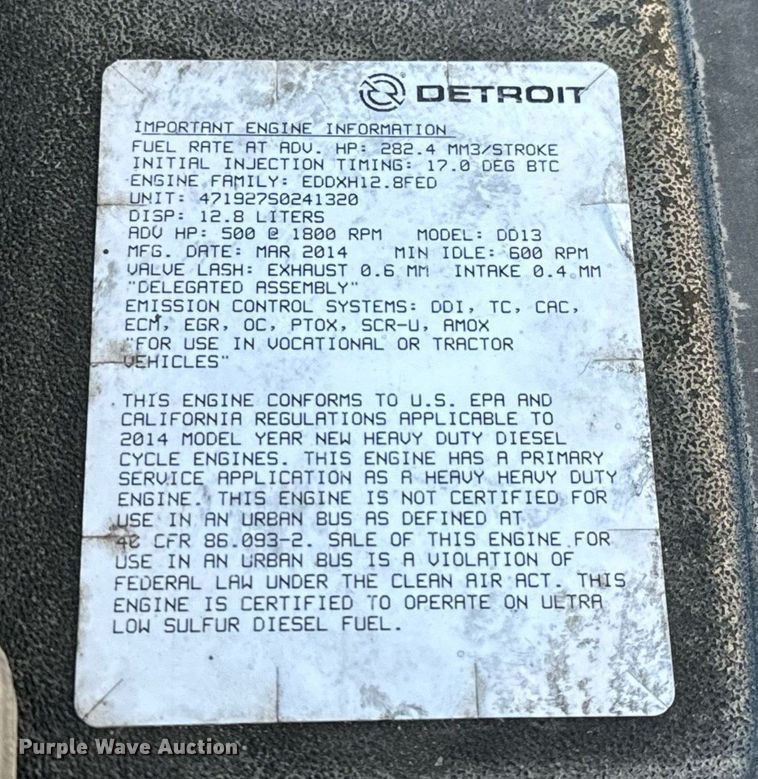 DETROIT
IMPORTANT ENGINE INFORMATION
FUEL RATE AT ADV. HP: 282.4 MM3/STROKE
INITIAL INJECTION TIMING: 17.0 DEG BTC
ENGINE FAMILY: EDDXH12.8FED
UNIT: 471927S0241320
DISP: 12.8 LITERS
ADV HP: 500 @ 1800 RPM MODEL: DD13
MFG. DATE: MAR 2014 MIN IDLE: 600 RPM
VALVE LASH: EXHAUST 0.6 MM INTAKE 0.4 MM
"DELEGATED ASSEMBLY"
EMISSION CONTROL SYSTEMS: DDI, TC, CAC,
ECM, EGR, OC, PTOX, SCR-U, AMOX
"FOR USE IN VOCATIONAL OR TRACTOR
VEHICLES"
THIS ENGINE CONFORMS TO U.S. EPA AND
CALIFORNIA REGULATIONS APPLICABLE TO
2014 MODEL YEAR NEW HEAVY DUTY DIESEL
CYCLE ENGINES. THIS ENGINE HAS A PRIMARY
SERVICE APPLICATION AS A HEAVY HEAVY DUTY
ENGINE. THIS ENGINE IS NOT CERTIFIED FOR
USE IN AN URBAN BUS AS DEFINED AT
40 CFR 86.093-2. SALE OF THIS ENGINE FOR
USE IN AN URBAN BUS IS A VIOLATION OF
FEDERAL LAW UNDER THE CLEAN AIR ACT. THIS
ENGINE IS CERTIFIED TO OPERATE ON ULTRA
LOW SULFUR DIESEL FUEL.
Purple Wave Auction